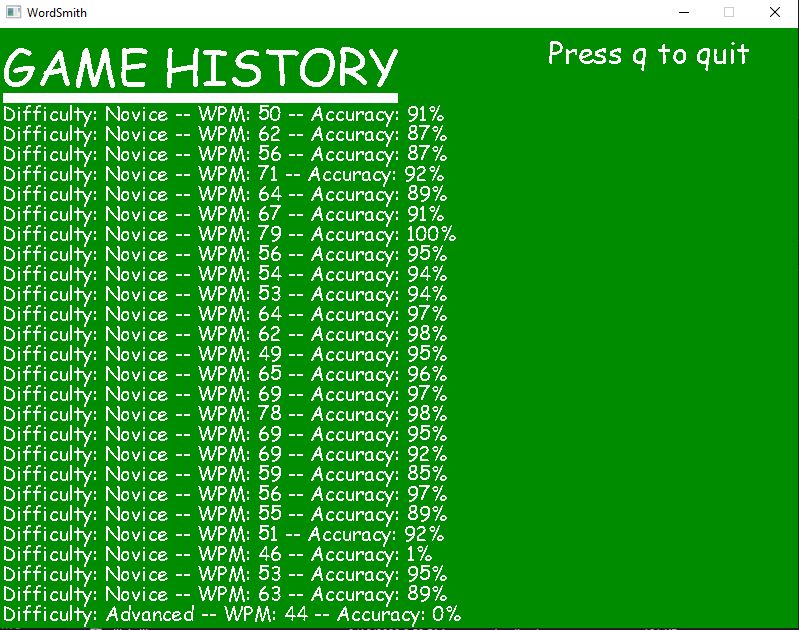 WordSmith
GAME HISTORY
Press q to quit
Difficulty: Novice -- WPM: 50 -- Accuracy: 91%
Difficulty: Novice -- WPM: 62 -- Accuracy: 87%
Difficulty: Novice -- WPM: 56 -- Accuracy: 87%
Difficulty: Novice -- WPM: 71 -- Accuracy: 92%
Difficulty: Novice -- WPM: 64 -- Accuracy: 89%
Difficulty: Novice -- WPM: 67 -- Accuracy: 91%
Difficulty: Novice -- WPM: 79 -- Accuracy: 100%
Difficulty: Novice -- WPM: 56 -- Accuracy: 95%
Difficulty: Novice -- WPM: 54 -- Accuracy: 94%
Difficulty: Novice -- WPM: 53 -- Accuracy: 94%
Difficulty: Novice -- WPM: 64 -- Accuracy: 97%
Difficulty: Novice -- WPM: 62 -- Accuracy: 98%
Difficulty: Novice -- WPM: 49 -- Accuracy: 95%
Difficulty: Novice -- WPM: 65 -- Accuracy: 96%
Difficulty: Novice -- WPM: 69 -- Accuracy: 97%
Difficulty: Novice -- WPM: 78 -- Accuracy: 98%
Difficulty: Novice -- WPM: 69 -- Accuracy: 95%
Difficulty: Novice -- WPM: 69 -- Accuracy: 92%
Difficulty: Novice -- WPM: 59 -- Accuracy: 85%
Difficulty: Novice -- WPM: 56 -- Accuracy: 97%
Difficulty: Novice -- WPM: 55 -- Accuracy: 89%
Difficulty: Novice -- WPM: 51 -- Accuracy: 92%
Difficulty: Novice -- WPM: 46 -- Accuracy: 1%
Difficulty: Novice -- WPM: 53 -- Accuracy: 95%
Difficulty: Novice -- WPM: 63 -- Accuracy: 89%
Difficulty: Advanced -- WPM: 44 -- Accuracy: 0%